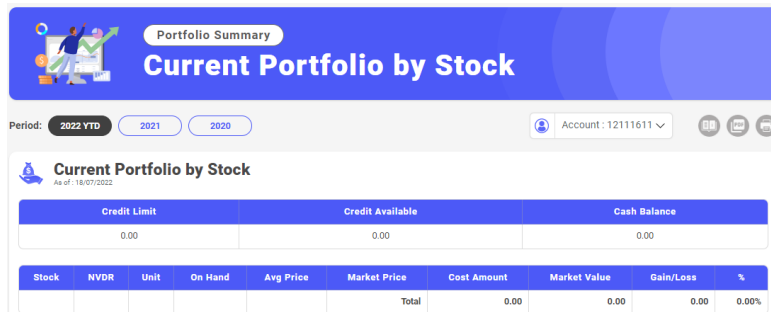 Portfolio Summary
Current Portfolio by Stock
Period: 2022 YTD 2021 2020 Account : 12111611
Current Portfolio by Stock
As of : 18/07/2022
Credit Limit Credit Available Cash Balance
0.00 0.00 0.00
Stock NVDR Unit On Hand Avg Price Market Price Cost Amount Market Value Gain/Loss %
Total 0.00 0.00 0.00 0.00%